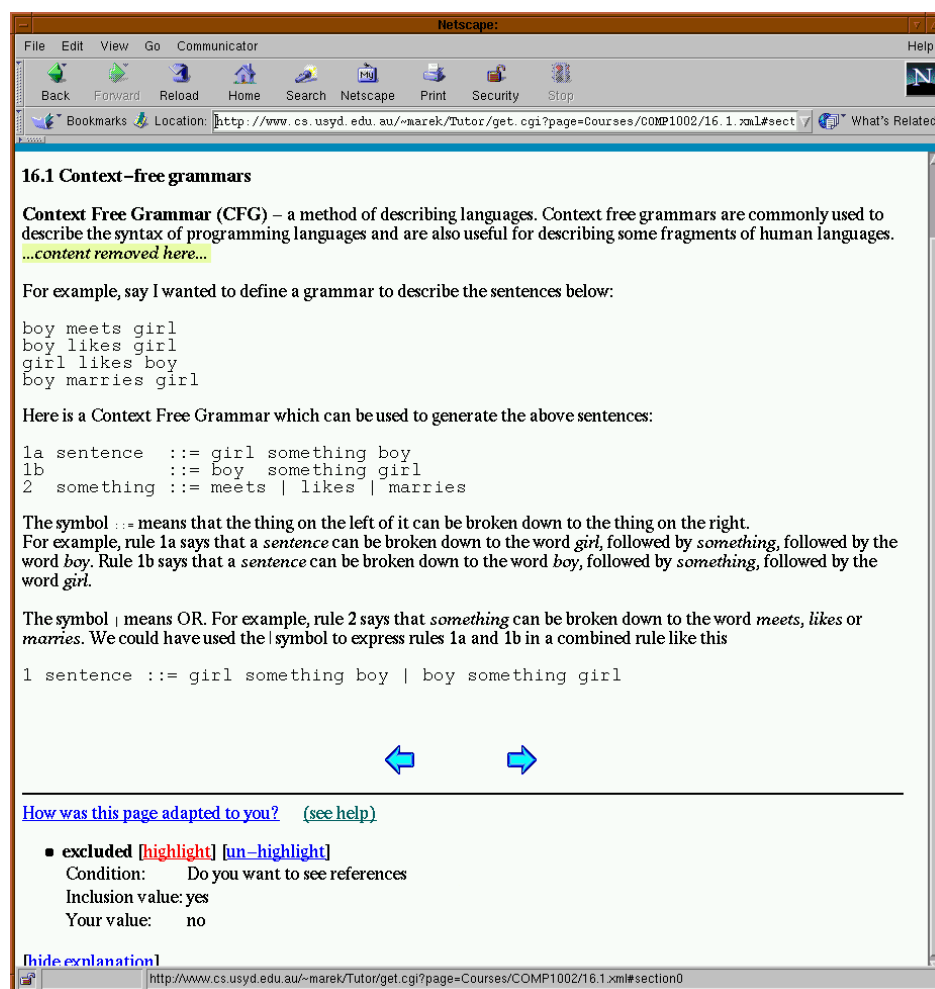 Netscape:
File Edit View Go Communicator Help
Back Forward Reload Home Search Netscape Print Security Stop
My
N
Bookmarks Location: http://www.cs.usyd.edu.au/~marek/Tutor/get.cgi?page=Courses/COMP1002/16.1.xml#sect What's Related
16.1 Context-free grammars
Context Free Grammar (CFG) – a method of describing languages. Context free grammars are commonly used to
describe the syntax of programming languages and are also useful for describing some fragments of human languages.
...content removed here...
For example, say I wanted to define a grammar to describe the sentences below:
boy meets girl
boy likes girl
girl likes boy
boy marries girl
Here is a Context Free Grammar which can be used to generate the above sentences:
1a sentence ::= girl something boy
1b ::= boy something girl
2 something ::= meets | likes | marries
The symbol ::= means that the thing on the left of it can be broken down to the thing on the right.
For example, rule 1a says that a sentence can be broken down to the word girl, followed by something, followed by the
word boy. Rule 1b says that a sentence can be broken down to the word boy, followed by something, followed by the
word girl.
The symbol | means OR. For example, rule 2 says that something can be broken down to the word meets, likes or
marries. We could have used the | symbol to express rules 1a and 1b in a combined rule like this
1 sentence ::= girl something boy | boy something girl
How was this page adapted to you? (see help)
excluded [highlight] [un-highlight]
Condition: Do you want to see references
Inclusion value: yes
Your value: no
[hide explanation]
http://www.cs.usyd.edu.au/~marek/Tutor/get.cgi?page=Courses/COMP1002/16.1.xml#section0